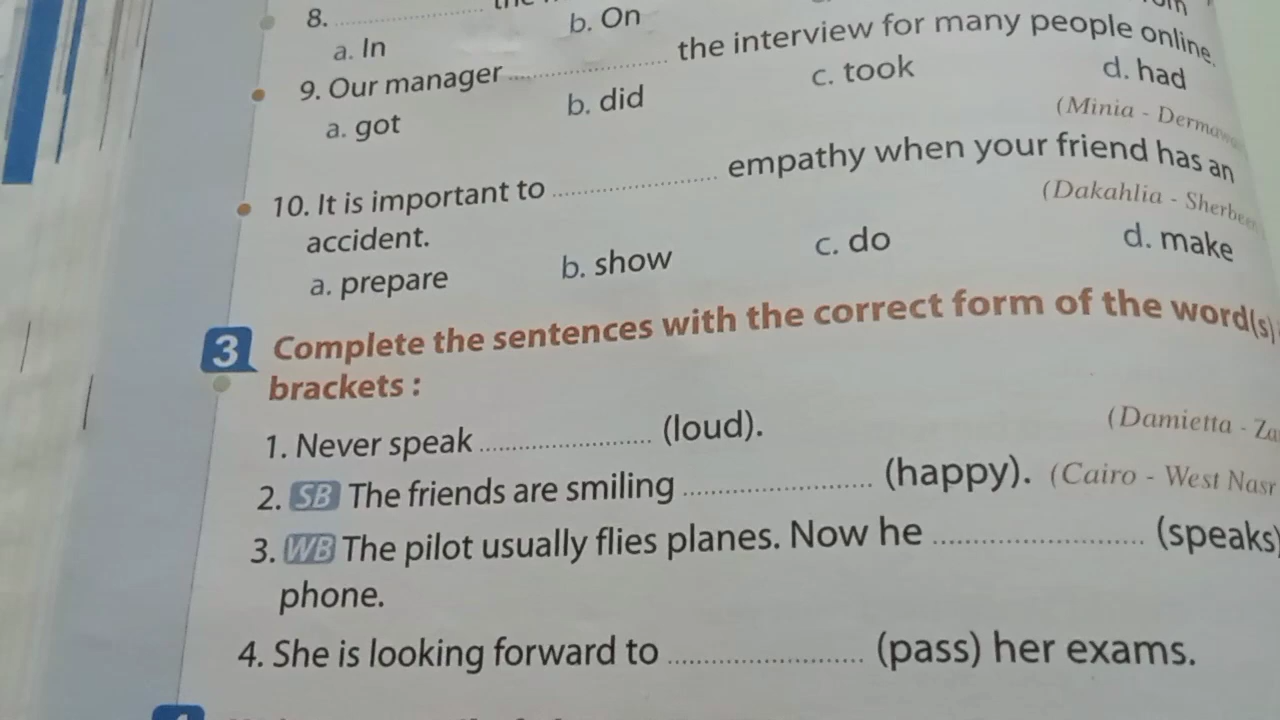 8. ....................
a. In b. On
9. Our manager .................... the interview for many people online.
a. got b. did c. took d. had
(Minia -
10. It is important to .................... empathy when your friend has an
accident. (Dakahlia -
a. prepare b. show c. do d. make
3 Complete the sentences with the correct form of the word(s)
brackets :
1. Never speak .................... (loud). (Damietta -
2. SB The friends are smiling .................... (happy). (Cairo - West Nasr
3. WB The pilot usually flies planes. Now he .................... (speaks)
phone.
4. She is looking forward to .................... (pass) her exams.